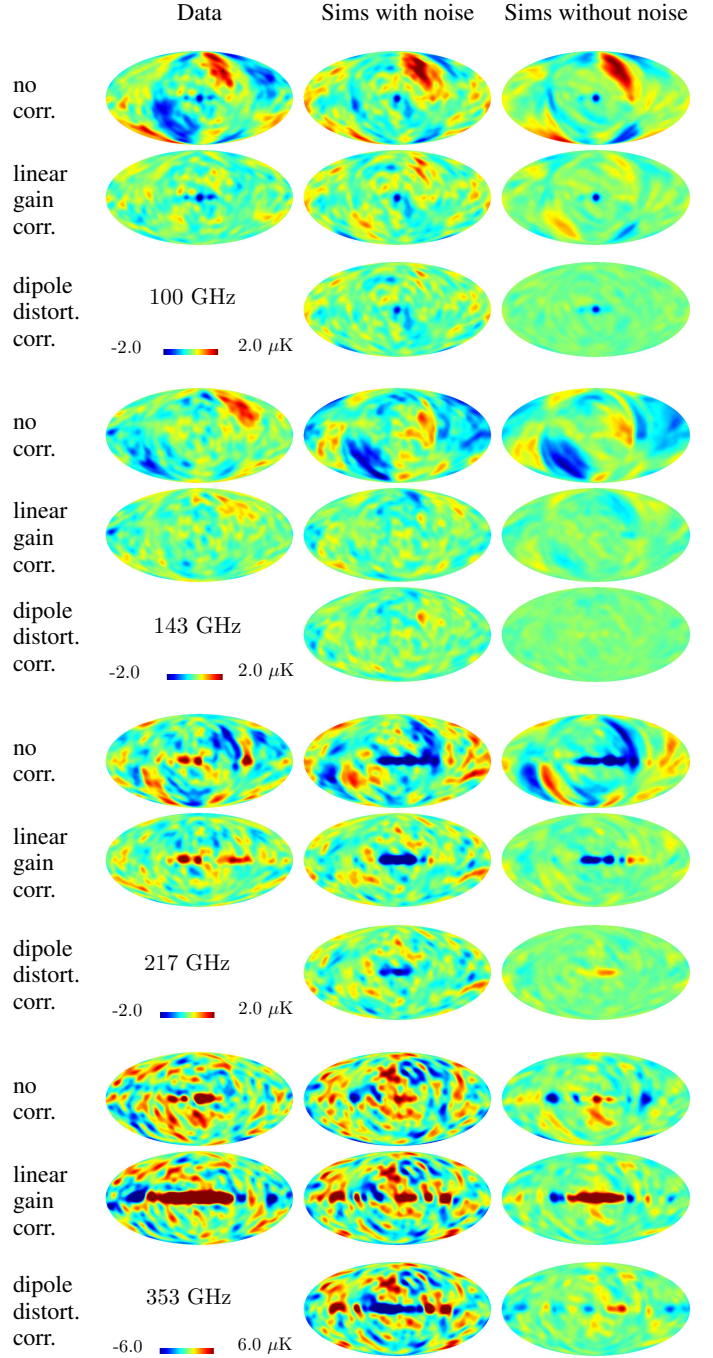 Data Sims with noise Sims without noise
no
corr.
linear
gain
corr.
dipole
distort.
corr.
100 GHz
-2.0 2.0 μK
no
corr.
linear
gain
corr.
dipole
distort.
corr.
143 GHz
-2.0 2.0 μK
no
corr.
linear
gain
corr.
dipole
distort.
corr.
217 GHz
-2.0 2.0 μK
no
corr.
linear
gain
corr.
dipole
distort.
corr.
353 GHz
-6.0 6.0 μK